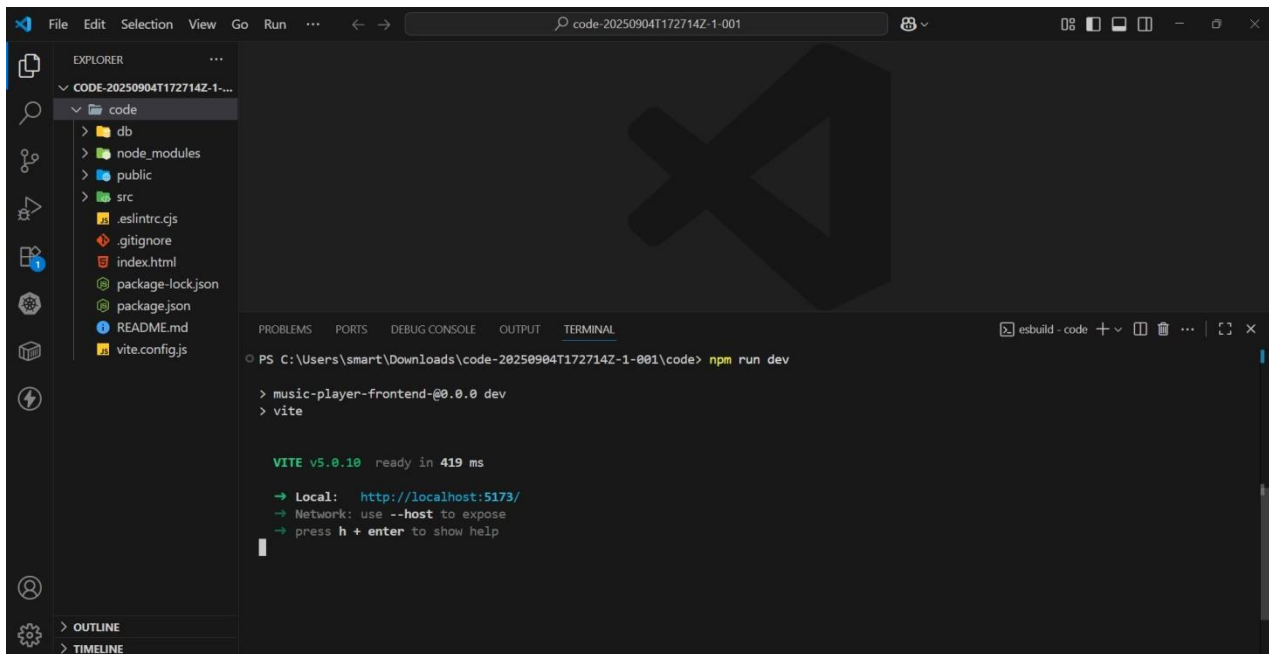 File Edit Selection View Go Run ··· code-20250904T172714Z-1-001
EXPLORER ···
CODE-20250904T172714Z-1-...
code
db
node_modules
public
src
JS .eslintrc.cjs
.gitignore
index.html
package-lock.json
package.json
README.md
JS vite.config.js
OUTLINE
TIMELINE
1
PROBLEMS PORTS DEBUG CONSOLE OUTPUT TERMINAL esbuild - code
PS C:\Users\smart\Downloads\code-20250904T172714Z-1-001\code> npm run dev
> music-player-frontend-@0.0.0 dev
> vite
VITE v5.0.10 ready in 419 ms
→ Local: http://localhost:5173/
→ Network: use --host to expose
→ press h + enter to show help